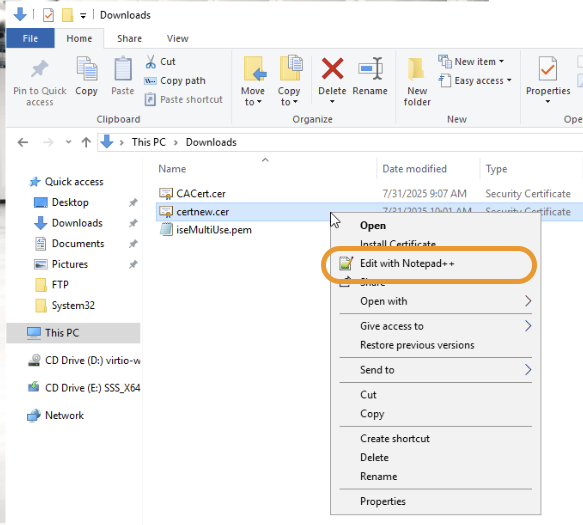 Downloads
File Home Share View
Pin to Quick access
Copy
Paste
Cut
Copy path
Paste shortcut
Clipboard
Move to
Copy to
Delete
Rename
Organize
New folder
New item
Easy access
New
Properties
Ope
This PC > Downloads
Name Date modified Type
Quick access
Desktop
Downloads
Documents
Pictures
FTP
System32
This PC
CD Drive (D:) virtio-w
CD Drive (E:) SSS_X64
Network
CACert.cer 7/31/2025 9:07 AM Security Certificate
certnew.cer 7/31/2025 10:01 AM Security Certificate
iseMultiUse.pem
Open
Install Certificate
Edit with Notepad++
Share
Open with
Give access to
Restore previous versions
Send to
Cut
Copy
Create shortcut
Delete
Rename
Properties